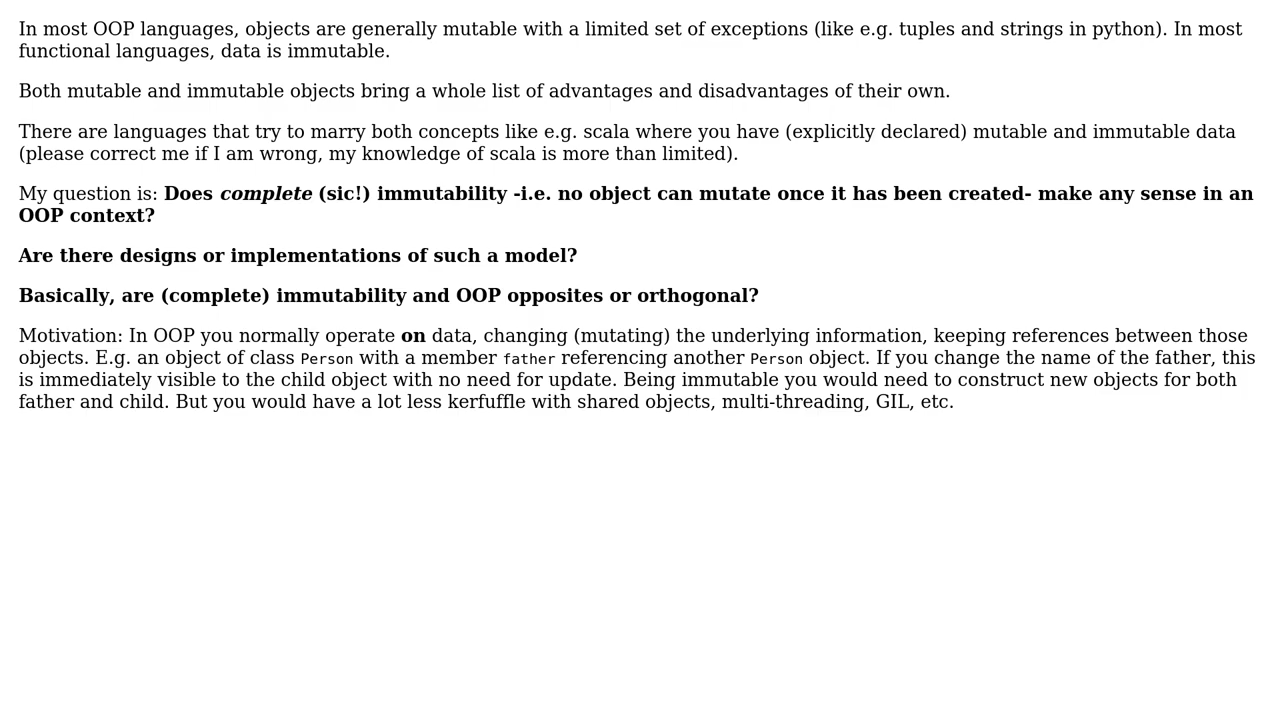 In most OOP languages, objects are generally mutable with a limited set of exceptions (like e.g. tuples and strings in python). In most
functional languages, data is immutable.
Both mutable and immutable objects bring a whole list of advantages and disadvantages of their own.
There are languages that try to marry both concepts like e.g. scala where you have (explicitly declared) mutable and immutable data
(please correct me if I am wrong, my knowledge of scala is more than limited).
My question is: Does complete (sic!) immutability -i.e. no object can mutate once it has been created- make any sense in an
OOP context?
Are there designs or implementations of such a model?
Basically, are (complete) immutability and OOP opposites or orthogonal?
Motivation: In OOP you normally operate on data, changing (mutating) the underlying information, keeping references between those
objects. E.g. an object of class Person with a member father referencing another Person object. If you change the name of the father, this
is immediately visible to the child object with no need for update. Being immutable you would need to construct new objects for both
father and child. But you would have a lot less kerfuffle with shared objects, multi-threading, GIL, etc.